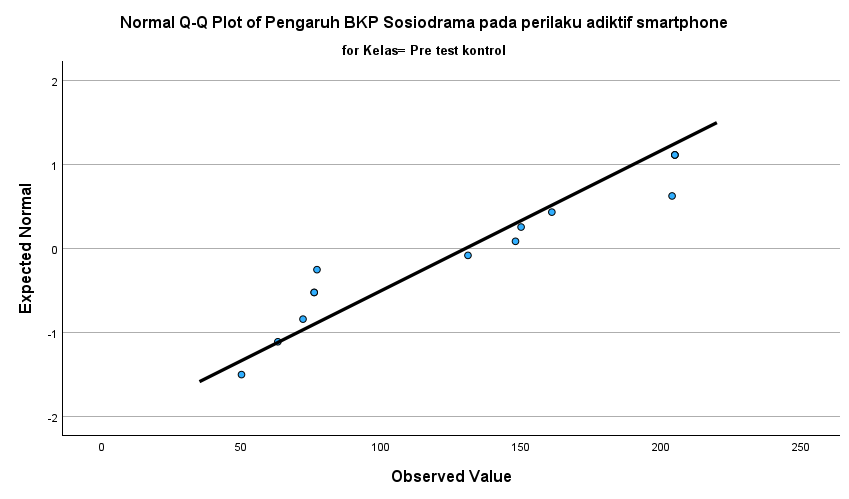 Normal Q-Q Plot of Pengaruh BKP Sosiodrama pada perilaku adiktif smartphone
for Kelas= Pre test kontrol
2
1
0
-1
-2
Expected Normal
0 50 100 150 200 250
Observed Value